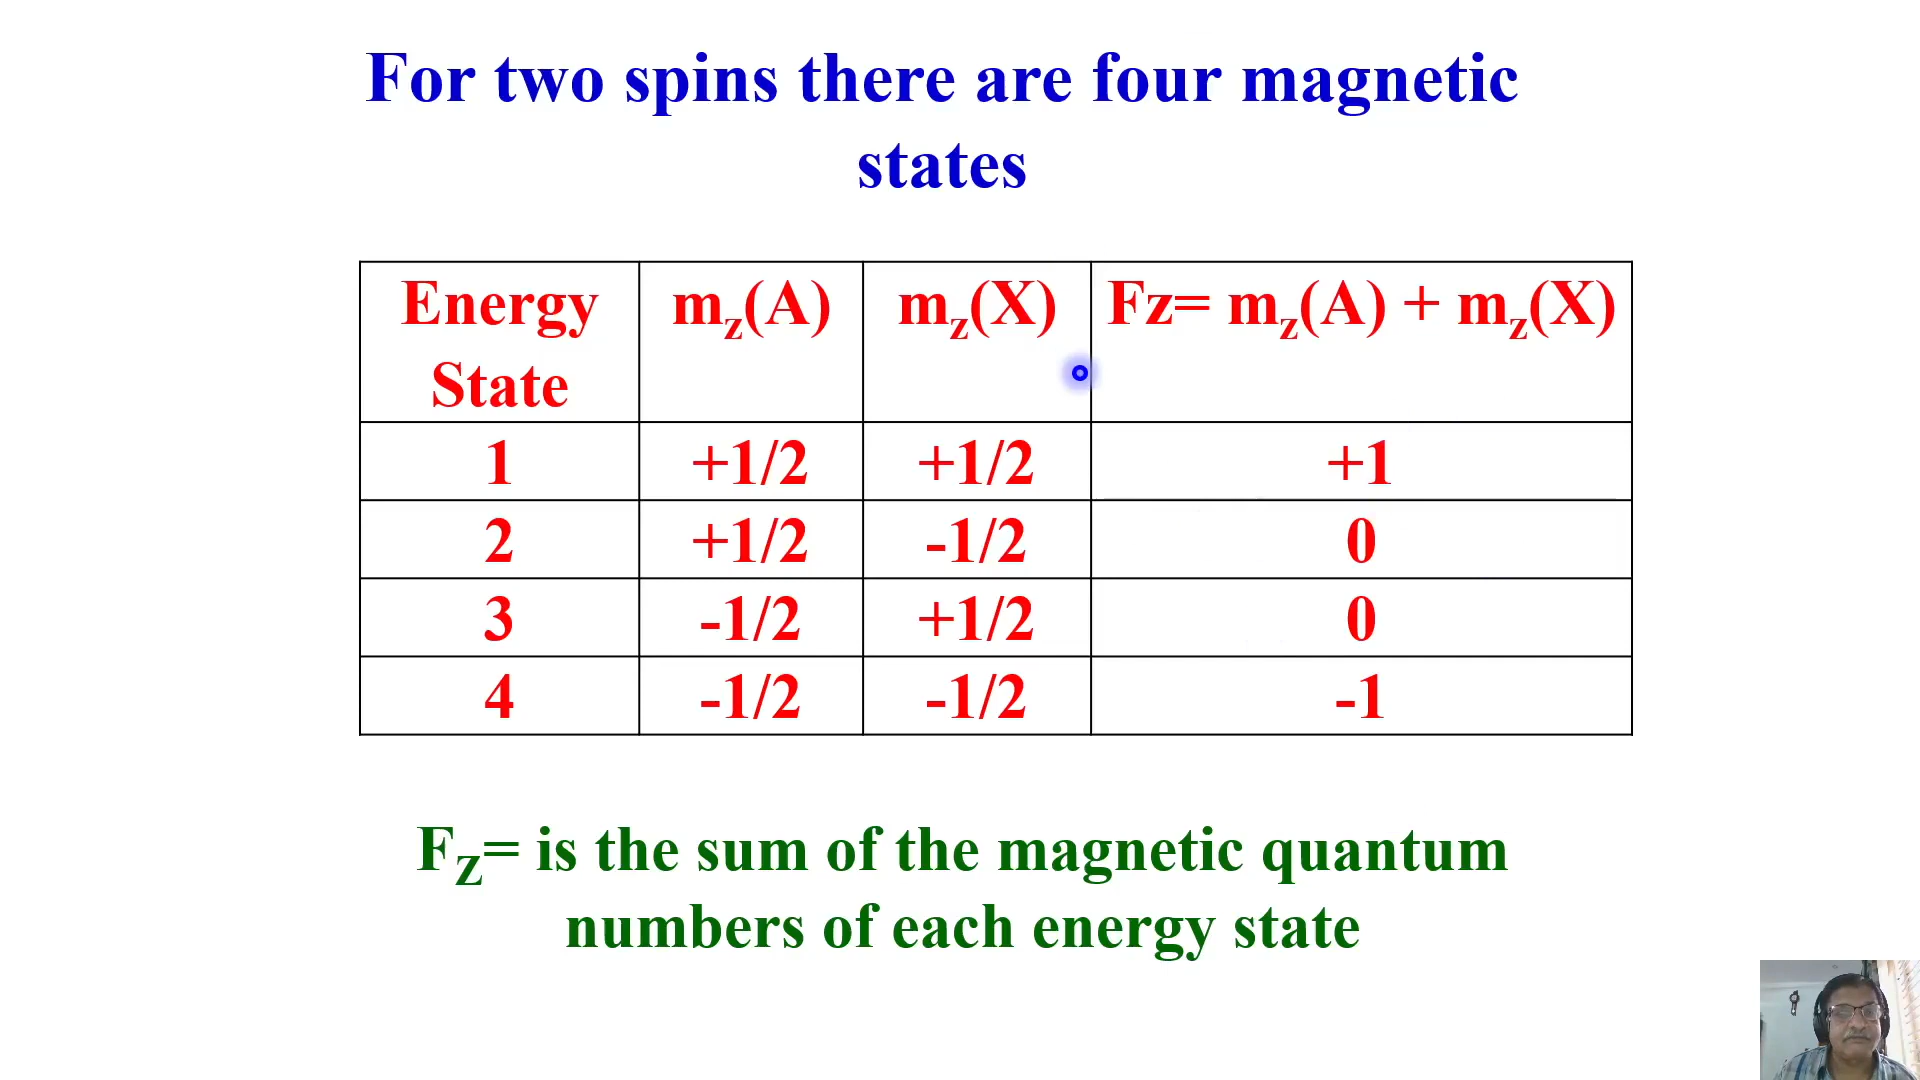 For two spins there are four magnetic
states
Energy State | m_z(A) | m_z(X) | Fz= m_z(A) + m_z(X)
1 | +1/2 | +1/2 | +1
2 | +1/2 | -1/2 | 0
3 | -1/2 | +1/2 | 0
4 | -1/2 | -1/2 | -1
F_Z= is the sum of the magnetic quantum
numbers of each energy state